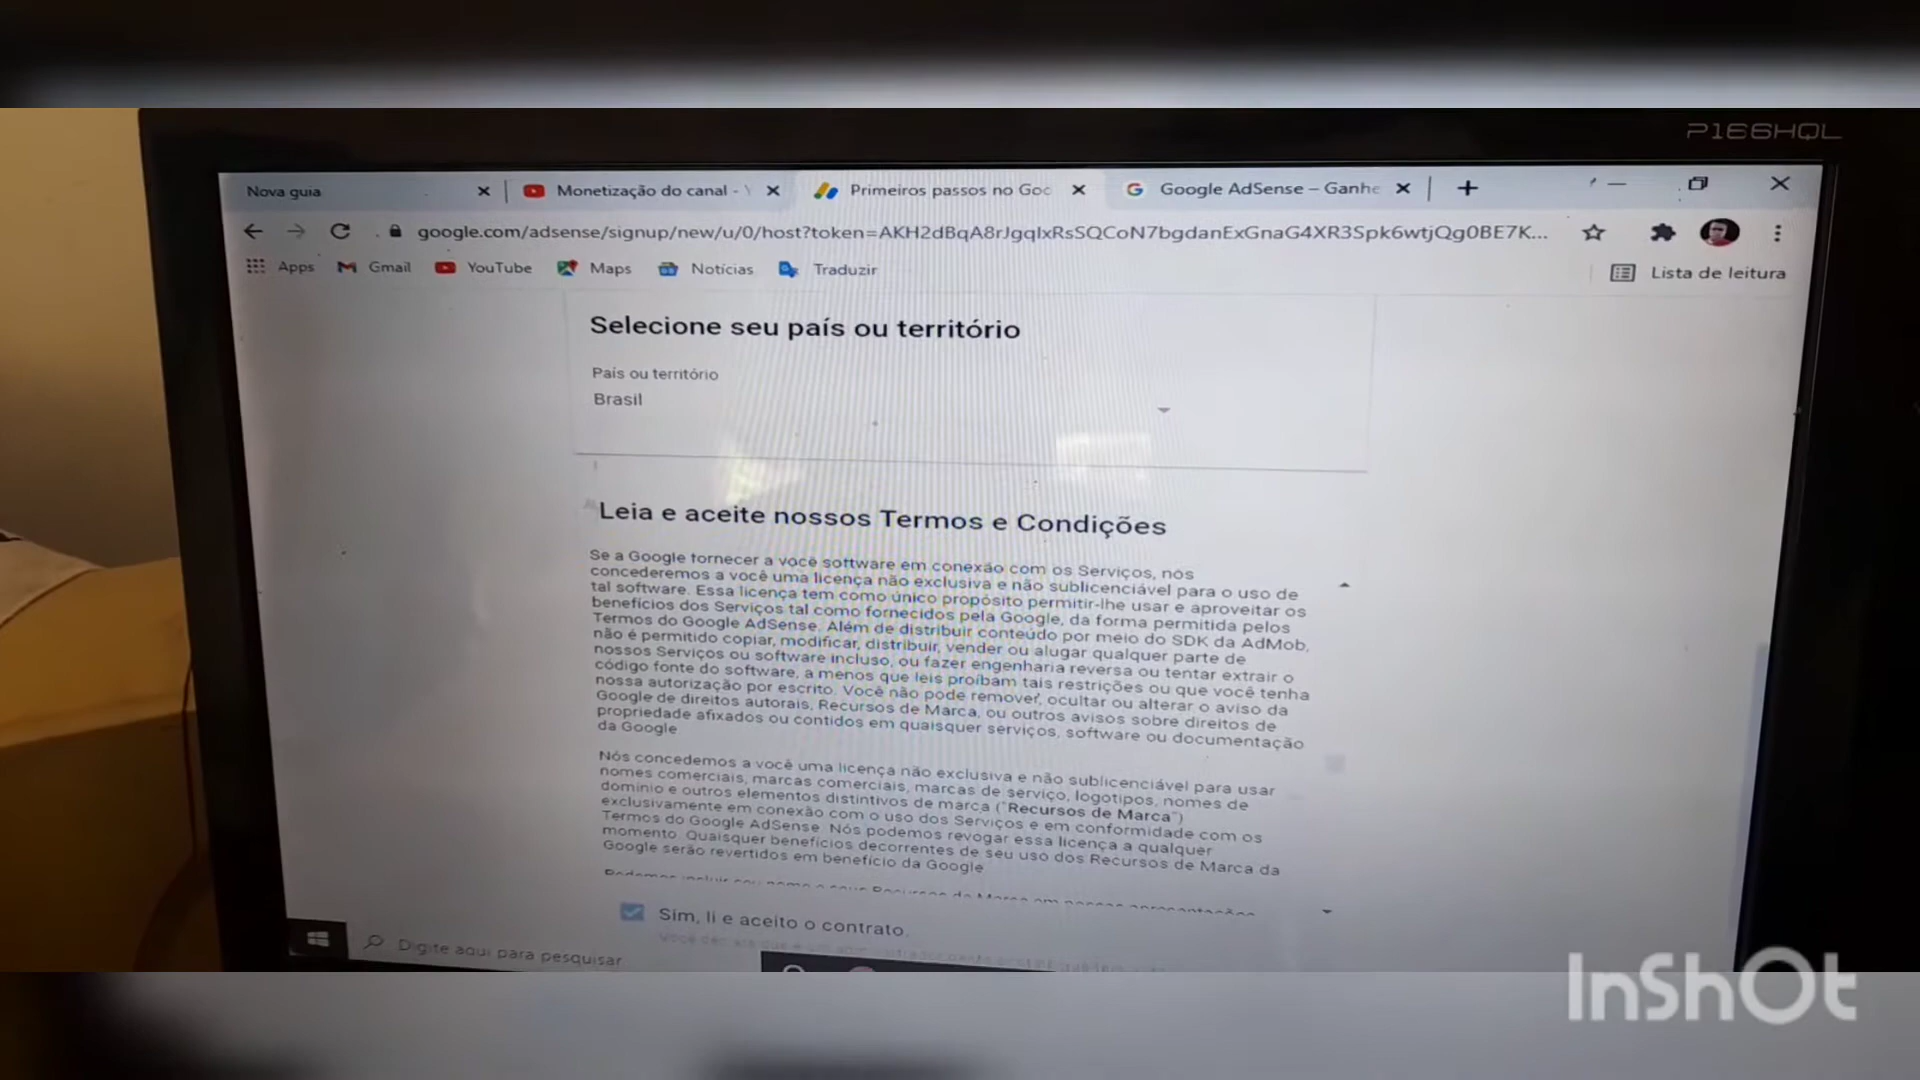 P166HQL
Nova guia
Monetização do canal - Y
Primeiros passos no Goo
Google AdSense – Ganhe
google.com/adsense/signup/new/u/0/host?token=AKH2dBqA8rJgqIxRsSQCoN7bgdanExGnaG4XR3Spk6wtjQg0BE7K...
Apps
Gmail
YouTube
Maps
Notícias
Traduzir
Lista de leitura
Selecione seu país ou território
País ou território
Brasil
Leia e aceite nossos Termos e Condições
Se a Google fornecer a você software em conexão com os Serviços, nós
concederemos a você uma licença não exclusiva e não sublicenciável para o uso de
tal software. Essa licença tem como único propósito permitir-lhe usar e aproveitar os
benefícios dos Serviços tal como fornecidos pela Google, da forma permitida pelos
Termos do Google AdSense. Além de distribuir conteúdo por meio do SDK da AdMob,
não é permitido copiar, modificar, distribuir, vender ou alugar qualquer parte de
nossos Serviços ou software incluso, ou fazer engenharia reversa ou tentar extrair o
código fonte do software, a menos que leis proíbam tais restrições ou que você tenha
nossa autorização por escrito. Você não pode remover, ocultar ou alterar o aviso da
Google de direitos autorais, Recursos de Marca, ou outros avisos sobre direitos de
propriedade afixados ou contidos em quaisquer serviços, software ou documentação
da Google
Nós concedemos a você uma licença não exclusiva e não sublicenciável para usar
nomes comerciais, marcas comerciais, marcas de serviço, logotipos, nomes de
domínio e outros elementos distintivos de marca ("Recursos de Marca")
exclusivamente em conexão com o uso dos Serviços e em conformidade com os
Termos do Google AdSense. Nós podemos revogar essa licença a qualquer
momento. Quaisquer benefícios decorrentes de seu uso dos Recursos de Marca da
Google serão revertidos em benefício da Google
Sim, li e aceito o contrato.
Digite aqui para pesquisar
InShOt